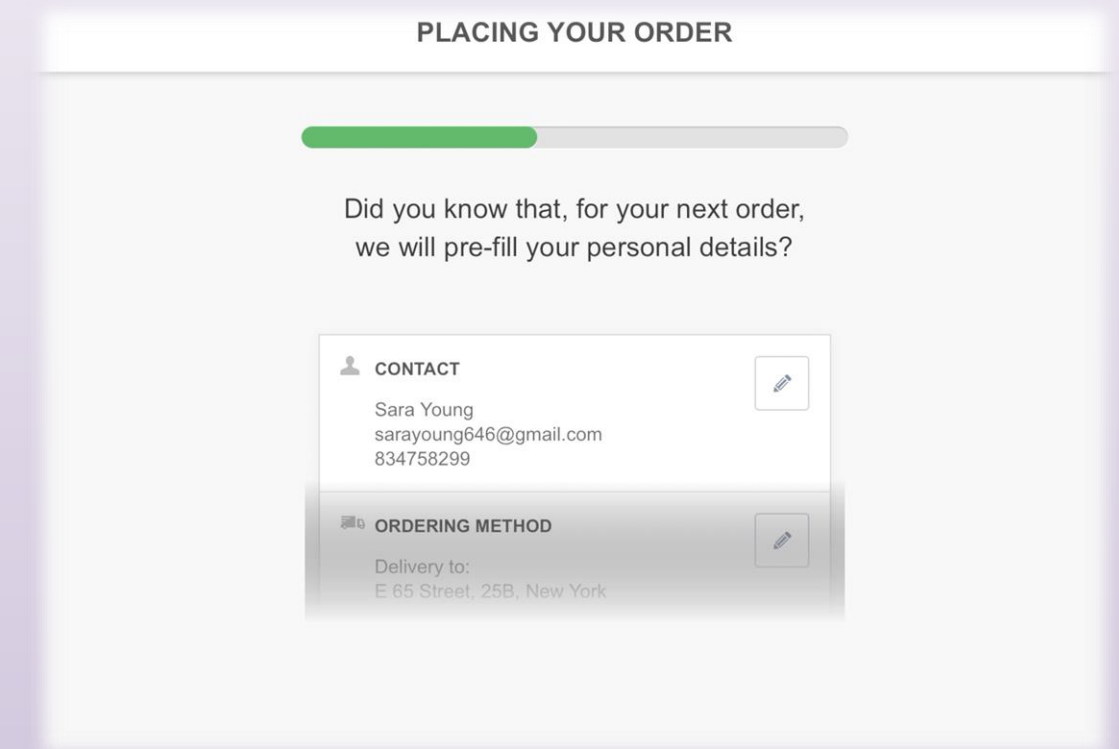 PLACING YOUR ORDER
Did you know that, for your next order,
we will pre-fill your personal details?
CONTACT
Sara Young
sarayoung646@gmail.com
834758299
ORDERING METHOD
Delivery to:
E 65 Street, 25B, New York